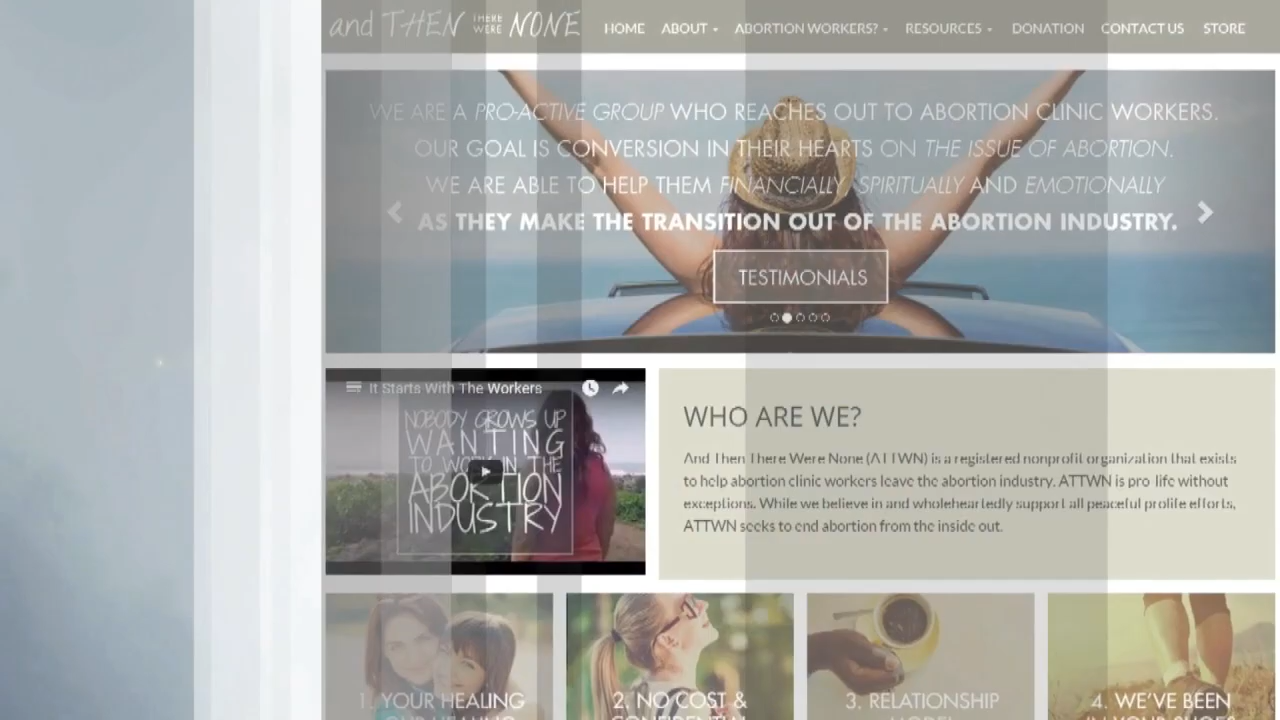 and THEN THERE WERE NONE HOME ABOUT ABORTION WORKERS? RESOURCES DONATION CONTACT US STORE
WE ARE A PRO-ACTIVE GROUP WHO REACHES OUT TO ABORTION CLINIC WORKERS.
OUR GOAL IS CONVERSION IN THEIR HEARTS ON THE ISSUE OF ABORTION.
WE ARE ABLE TO HELP THEM FINANCIALLY, SPIRITUALLY AND EMOTIONALLY
AS THEY MAKE THE TRANSITION OUT OF THE ABORTION INDUSTRY.
TESTIMONIALS
It Starts With The Workers
NOBODY GROWS UP
WANTING
TO WORK IN THE
ABORTION
INDUSTRY
WHO ARE WE?
And Then There Were None (ATTWN) is a registered nonprofit organization that exists
to help abortion clinic workers leave the abortion industry. ATTWN is pro-life without
exceptions. While we believe in and wholeheartedly support all peaceful prolife efforts,
ATTWN seeks to end abortion from the inside out.
1. YOUR HEALING
OUR HEALING
2. NO COST &
CONFIDENTIAL
3. RELATIONSHIP
MODEL
4. WE'VE BEEN
IN YOUR SHOES